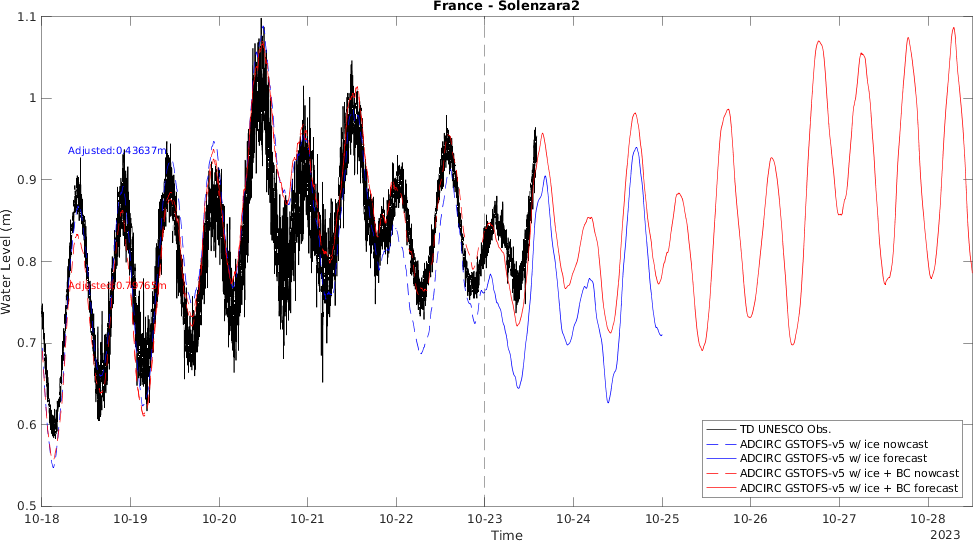 France - Solenzara2
1.1
1
0.9
0.8
0.7
0.6
0.5
Water Level (m)
Adjusted:0.43637m
TD UNESCO Obs.
ADCIRC GSTOFS-v5 w/ ice nowcast
ADCIRC GSTOFS-v5 w/ ice forecast
ADCIRC GSTOFS-v5 w/ ice + BC nowcast
ADCIRC GSTOFS-v5 w/ ice + BC forecast
10-18 10-19 10-20 10-21 10-22 10-23 10-24 10-25 10-26 10-27 10-28
2023
Time